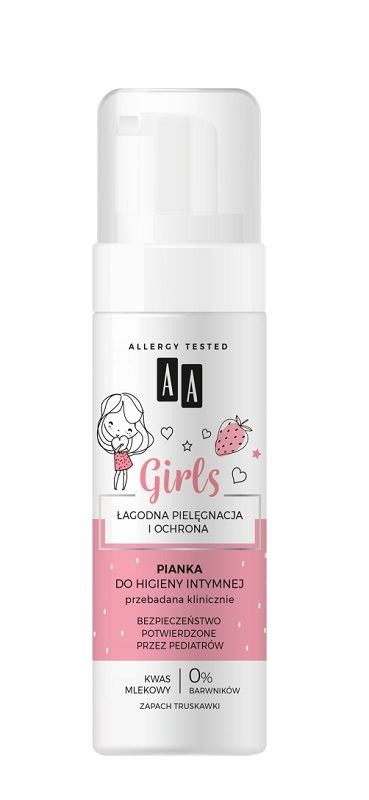 ALLERGY TESTED
AA
Girls
ŁAGODNA PIELĘGNACJA
I OCHRONA
PIANKA
DO HIGIENY INTYMNEJ
przebadana klinicznie
BEZPIECZEŃSTWO
POTWIERDZONE
PRZEZ PEDIATRÓW
KWAS
MLEKOWY
0%
BARWNIKÓW
ZAPACH TRUSKAWKI